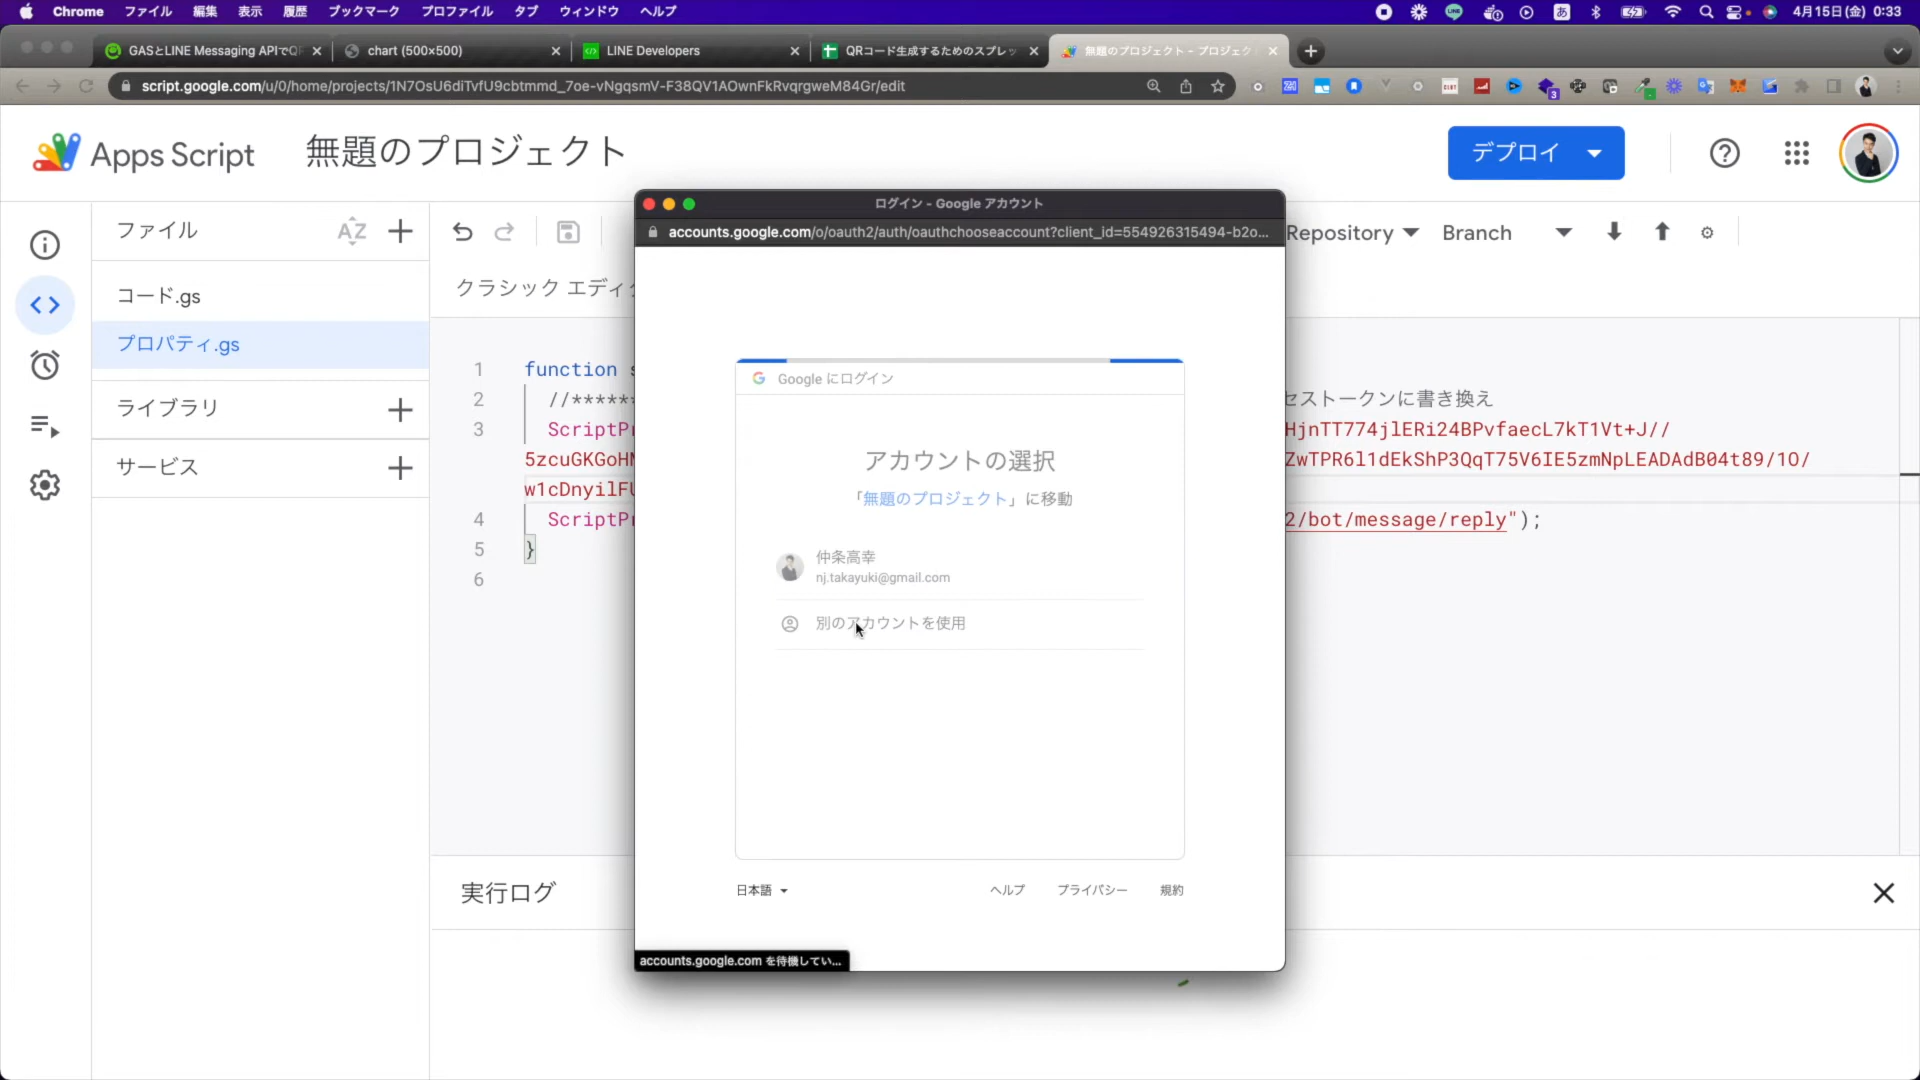 Chrome ファイル 編集 表示 履歴 ブックマーク プロファイル タブ ウィンドウ ヘルプ
あ 4月15日(金) 0:33
GASとLINE Messaging APIでQR
chart (500×500)
LINE Developers
QRコード生成するためのスプレッ
無題のプロジェクト - プロジェク
script.google.com/u/0/home/projects/1N7OsU6diTvfU9cbtmmd_7oe-vNgqsmV-F38QV1AOwnFkRvqrgweM84Gr/edit
Apps Script
無題のプロジェクト
デプロイ
ファイル
コード.gs
プロパティ.gs
ライブラリ
サービス
Repository
Branch
クラシック エディ
1 function s
2 //******
セストークンに書き換え
3 ScriptPr
HjnTT774jlERi24BPvfaecL7kT1Vt+J//
5zcuGKGoHM
ZwTPR6l1dEkShP3QqT75V6IE5zmNpLEADAdB04t89/1O/
w1cDnyilFU
4 ScriptPr
2/bot/message/reply");
5 }
6
ログイン - Google アカウント
accounts.google.com/o/oauth2/auth/oauthchooseaccount?client_id=554926315494-b2o...
Google にログイン
アカウントの選択
「無題のプロジェクト」に移動
仲条高幸
nj.takayuki@gmail.com
別のアカウントを使用
日本語
ヘルプ
プライバシー
規約
accounts.google.com を待機してい...
実行ログ